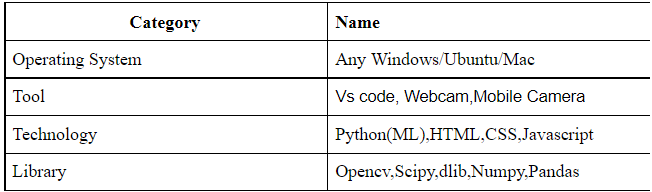 Category Name
Operating System Any Windows/Ubuntu/Mac
Tool Vs code, Webcam,Mobile Camera
Technology Python(ML),HTML,CSS,Javascript
Library Opencv,Scipy,dlib,Numpy,Pandas